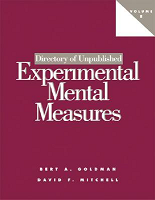 VOLUME 8
Directory of Unpublished
Experimental
Mental
Measures
BERT A. GOLDMAN
DAVID F. MITCHELL